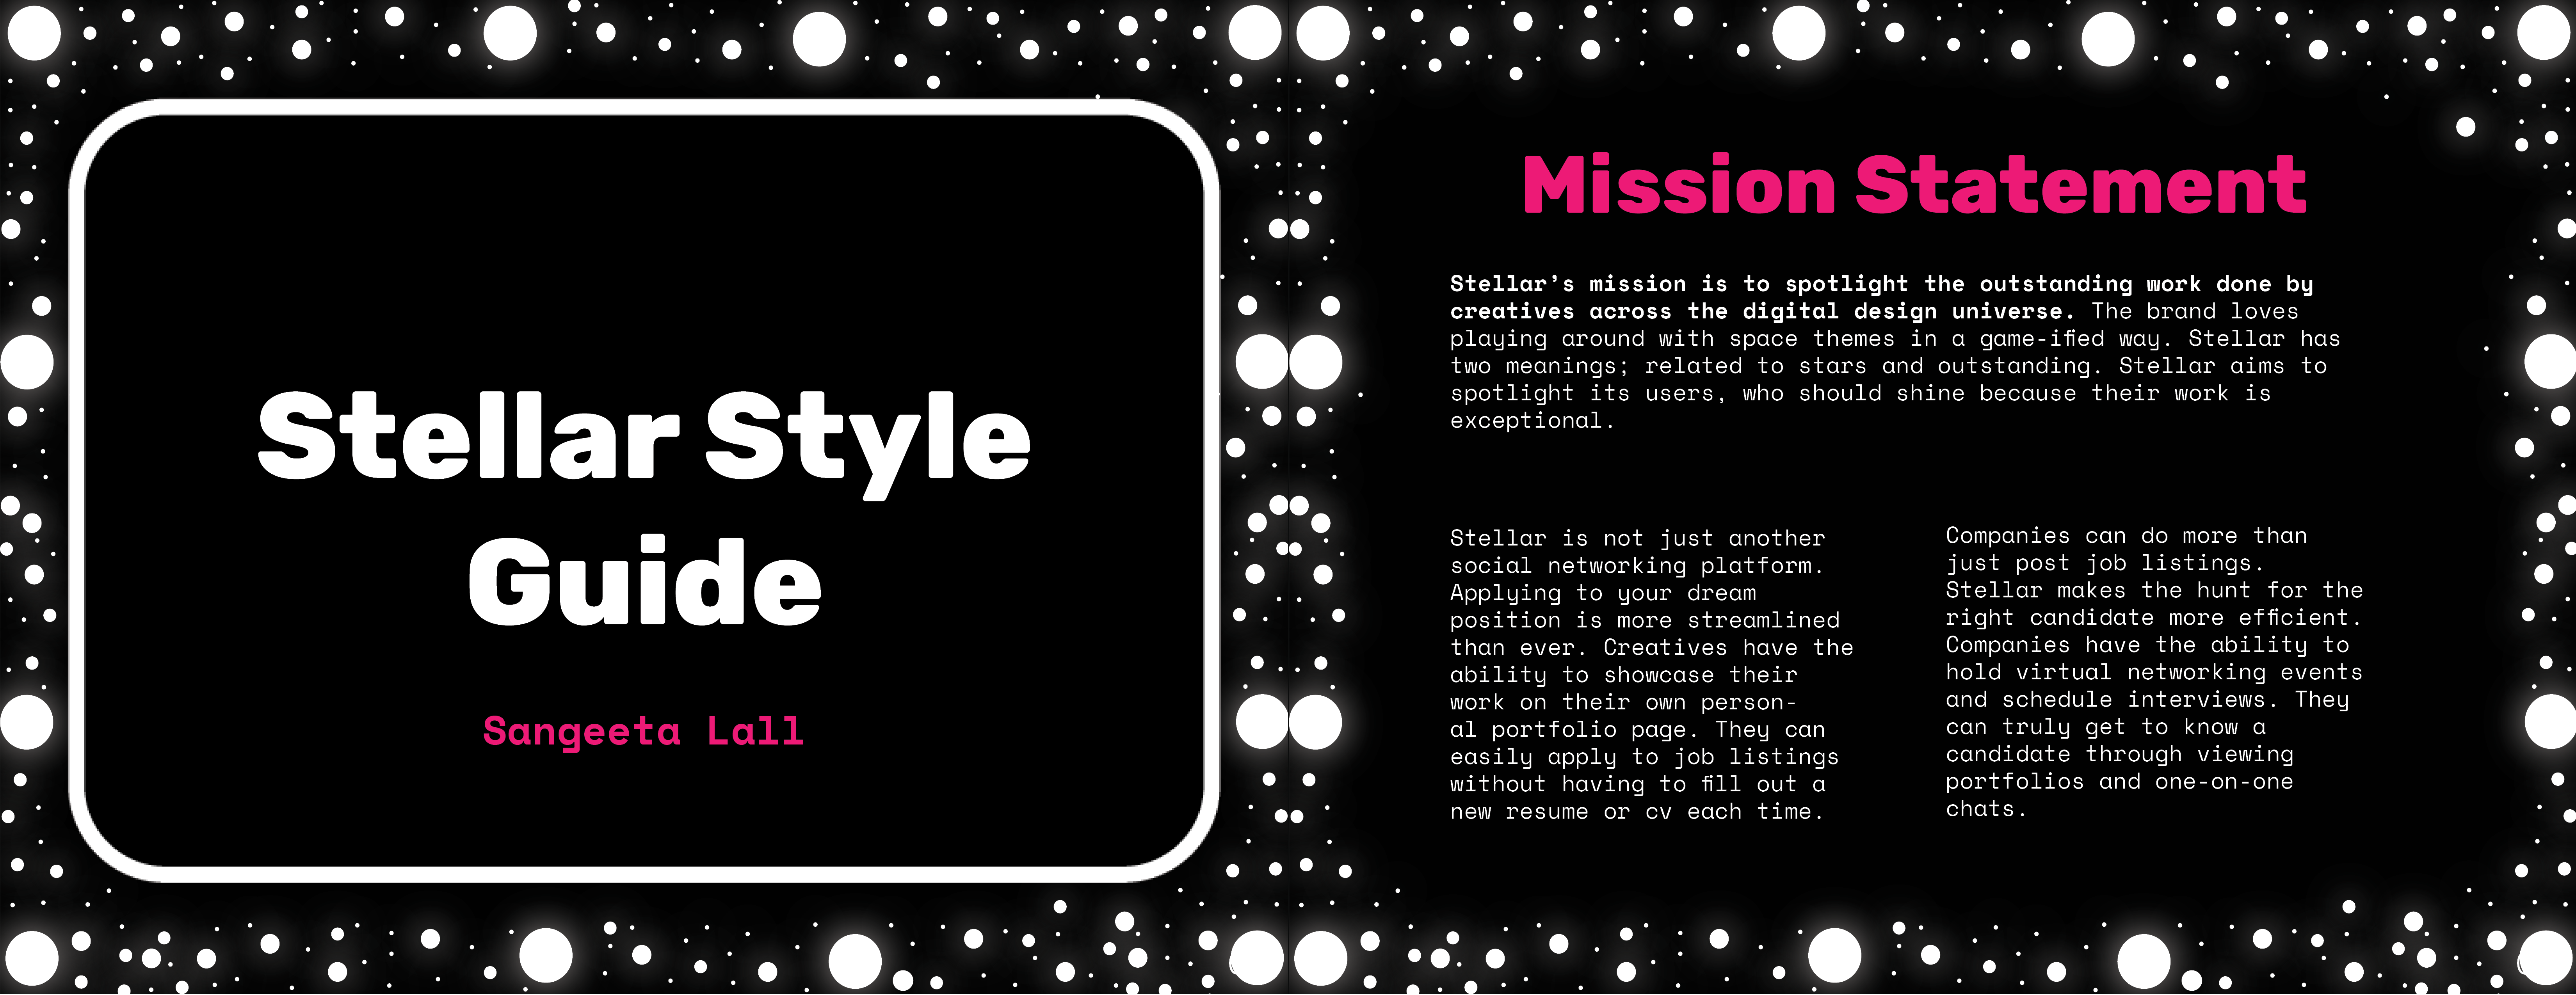 Stellar Style
Guide
Sangeeta Lall
Mission Statement
Stellar’s mission is to spotlight the outstanding work done by
creatives across the digital design universe. The brand loves
playing around with space themes in a game-ified way. Stellar has
two meanings; related to stars and outstanding. Stellar aims to
spotlight its users, who should shine because their work is
exceptional.
Stellar is not just another
social networking platform.
Applying to your dream
position is more streamlined
than ever. Creatives have the
ability to showcase their
work on their own person-
al portfolio page. They can
easily apply to job listings
without having to fill out a
new resume or cv each time.
Companies can do more than
just post job listings.
Stellar makes the hunt for the
right candidate more efficient.
Companies have the ability to
hold virtual networking events
and schedule interviews. They
can truly get to know a
candidate through viewing
portfolios and one-on-one
chats.